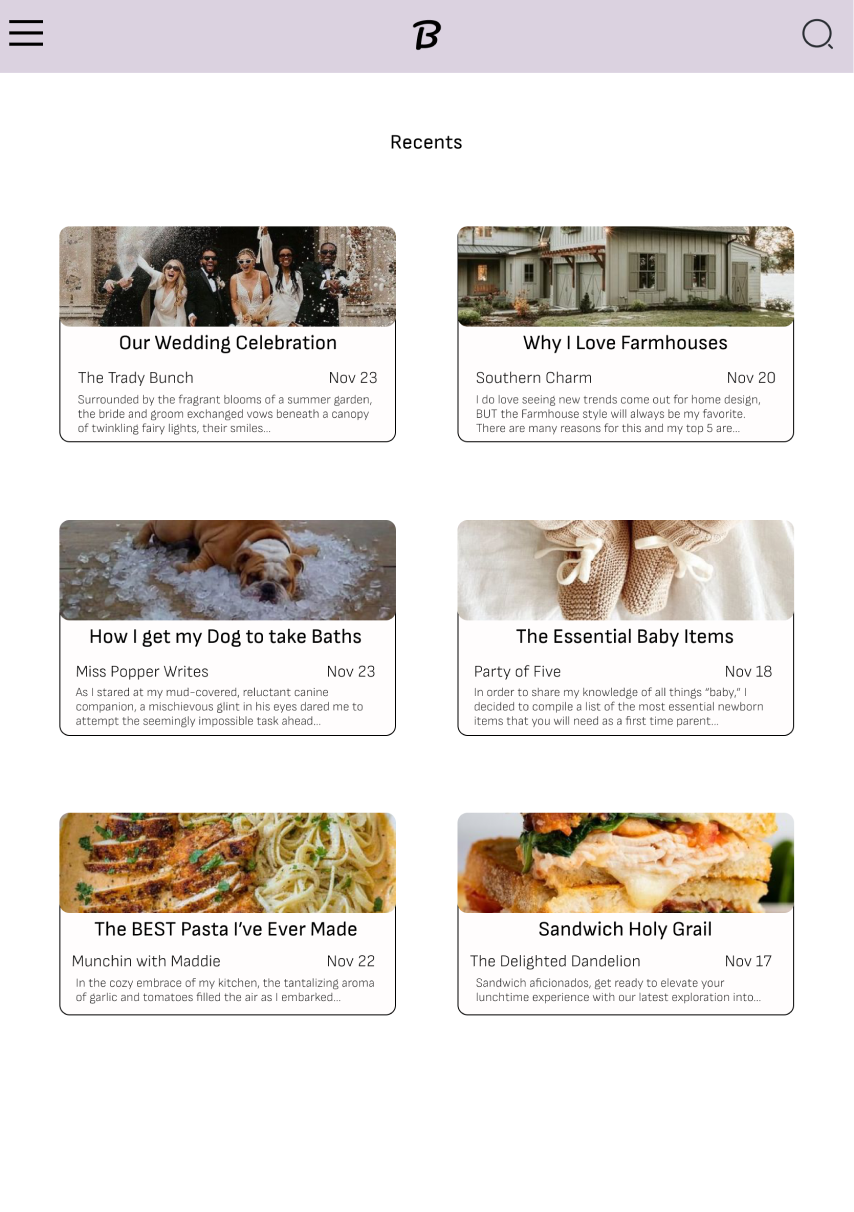 B
Recents
Our Wedding Celebration
The Trady Bunch Nov 23
Surrounded by the fragrant blooms of a summer garden,
the bride and groom exchanged vows beneath a canopy
of twinkling fairy lights, their smiles...
Why I Love Farmhouses
Southern Charm Nov 20
I do love seeing new trends come out for home design,
BUT the Farmhouse style will always be my favorite.
There are many reasons for this and my top 5 are...
How I get my Dog to take Baths
Miss Popper Writes Nov 23
As I stared at my mud-covered, reluctant canine
companion, a mischievous glint in his eyes dared me to
attempt the seemingly impossible task ahead...
The Essential Baby Items
Party of Five Nov 18
In order to share my knowledge of all things “baby,” I
decided to compile a list of the most essential newborn
items that you will need as a first time parent...
The BEST Pasta I’ve Ever Made
Munchin with Maddie Nov 22
In the cozy embrace of my kitchen, the tantalizing aroma
of garlic and tomatoes filled the air as I embarked...
Sandwich Holy Grail
The Delighted Dandelion Nov 17
Sandwich aficionados, get ready to elevate your
lunchtime experience with our latest exploration into...